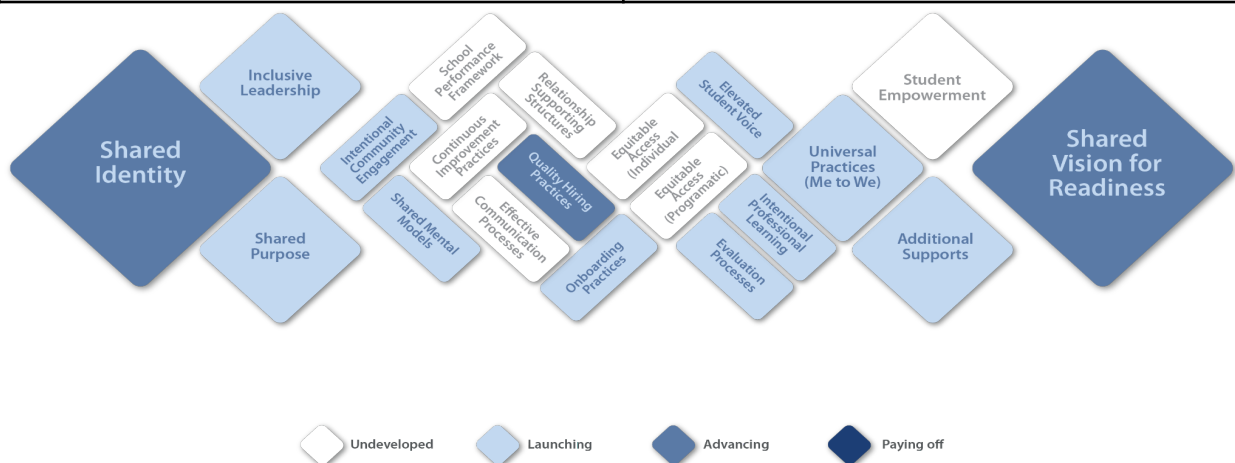 Shared
Identity
Inclusive
Leadership
Shared
Purpose
Intentional
Community
Engagement
Shared Mental
Models
School
Performance
Framework
Continuous
Improvement
Practices
Effective
Communication
Processes
Relationship
Supporting
Structures
Quality Hiring
Practices
Onboarding
Practices
Equitable
Access
(Individual
Equitable
Access
(Programatic)
Elevated
Student Voice
Intentional
Professional
Learning
Evaluation
Processes
Universal
Practices
(Me to We)
Student
Empowerment
Additional
Supports
Shared
Vision for
Readiness
Undeveloped
Launching
Advancing
Paying off